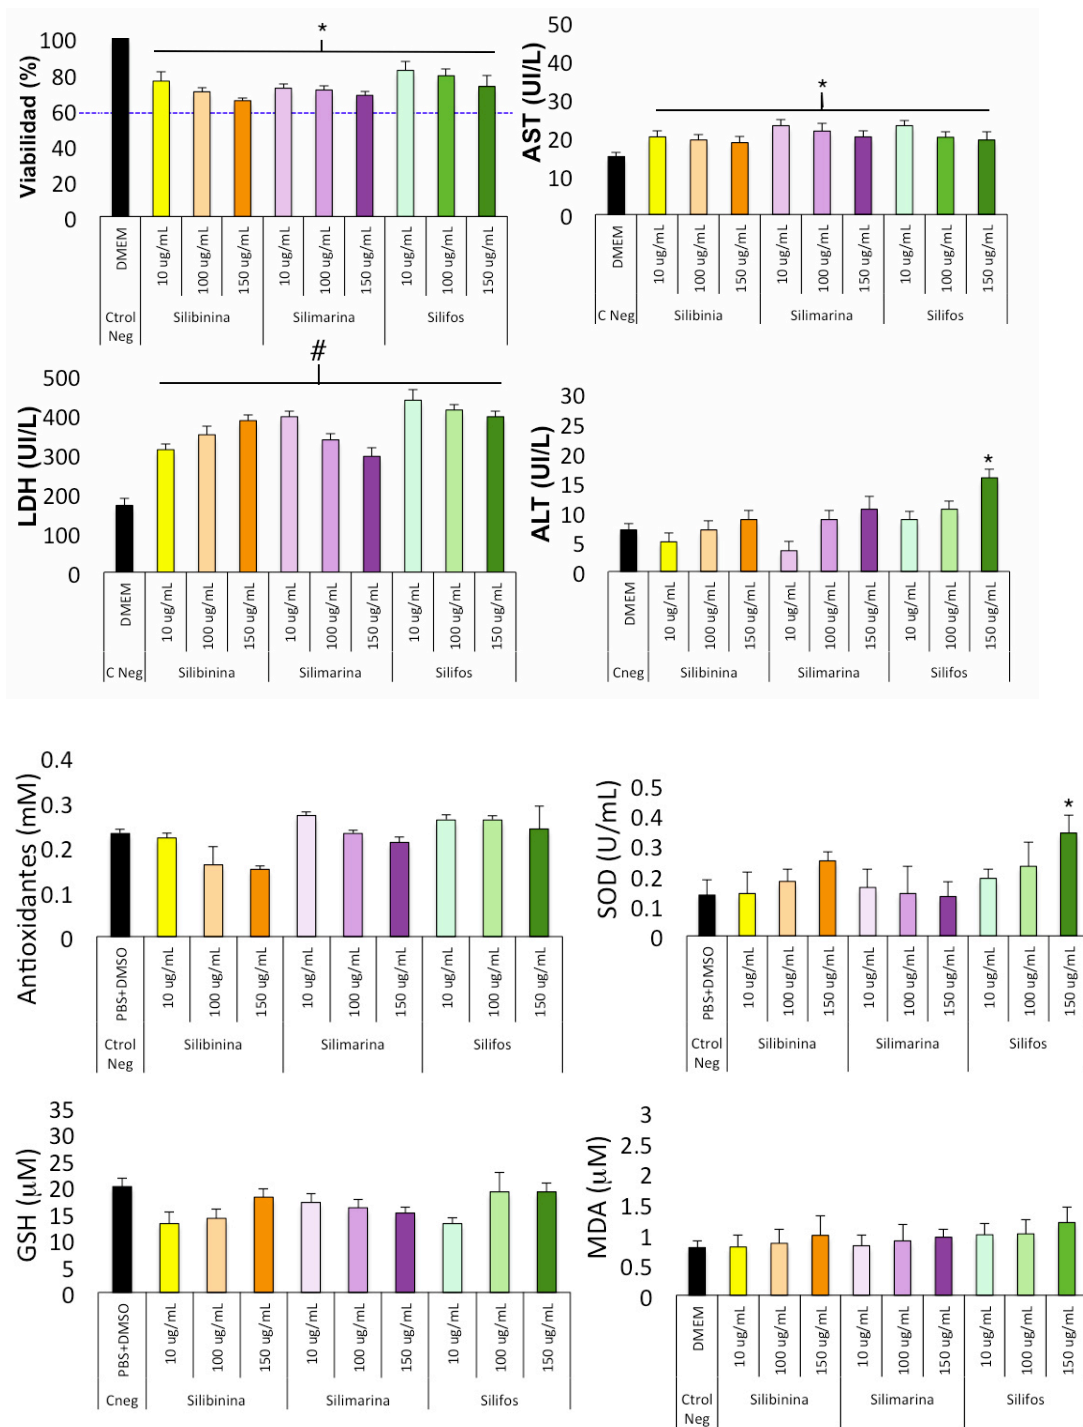 Viabilidad (%)
100
80
60
40
20
0
*
DMEM
10 ug/mL
100 ug/mL
150 ug/mL
10 ug/mL
100 ug/mL
150 ug/mL
10 ug/mL
100 ug/mL
150 ug/mL
Ctrol
Neg
Silibinina
Silimarina
Silifos
AST (UI/L)
50
40
30
20
10
0
*
DMEM
10 ug/mL
100 ug/mL
150 ug/mL
10 ug/mL
100 ug/mL
150 ug/mL
10 ug/mL
100 ug/mL
150 ug/mL
C Neg
Silibinia
Silimarina
Silifos
LDH (UI/L)
500
400
300
200
100
0
#
DMEM
10 ug/mL
100 ug/mL
150 ug/mL
10 ug/mL
100 ug/mL
150 ug/mL
10 ug/mL
100 ug/mL
150 ug/mL
C Neg
Silibinina
Silimarina
Silifos
ALT (UI/L)
30
25
20
15
10
5
0
*
DMEM
10 ug/mL
100 ug/mL
150 ug/mL
10 ug/mL
100 ug/mL
150 ug/mL
10 ug/mL
100 ug/mL
150 ug/mL
Cneg
Silibinina
Silimarina
Silifos
Antioxidantes (mM)
0.4
0.3
0.2
0.1
0
PBS+DMSO
10 ug/mL
100 ug/mL
150 ug/mL
10 ug/mL
100 ug/mL
150 ug/mL
10 ug/mL
100 ug/mL
150 ug/mL
Ctrol
Neg
Silibinina
Silimarina
Silifos
SOD (U/mL)
0.5
0.4
0.3
0.2
0.1
0
*
PBS+DMSO
10 ug/mL
100 ug/mL
150 ug/mL
10 ug/mL
100 ug/mL
150 ug/mL
10 ug/mL
100 ug/mL
150 ug/mL
Ctrol
Neg
Silibinina
Silimarina
Silifos
GSH (µM)
35
30
25
20
15
10
5
0
PBS+DMSO
10 ug/mL
100 ug/mL
150 ug/mL
10 ug/mL
100 ug/mL
150 ug/mL
10 ug/mL
100 ug/mL
150 ug/mL
Cneg
Silibinina
Silimarina
Silifos
MDA (µM)
3
2.5
2
1.5
1
0.5
0
DMEM
10 ug/mL
100 ug/mL
150 ug/mL
10 ug/mL
100 ug/mL
150 ug/mL
10 ug/mL
100 ug/mL
150 ug/mL
Ctrol
Neg
Silibinina
Silimarina
Silifos